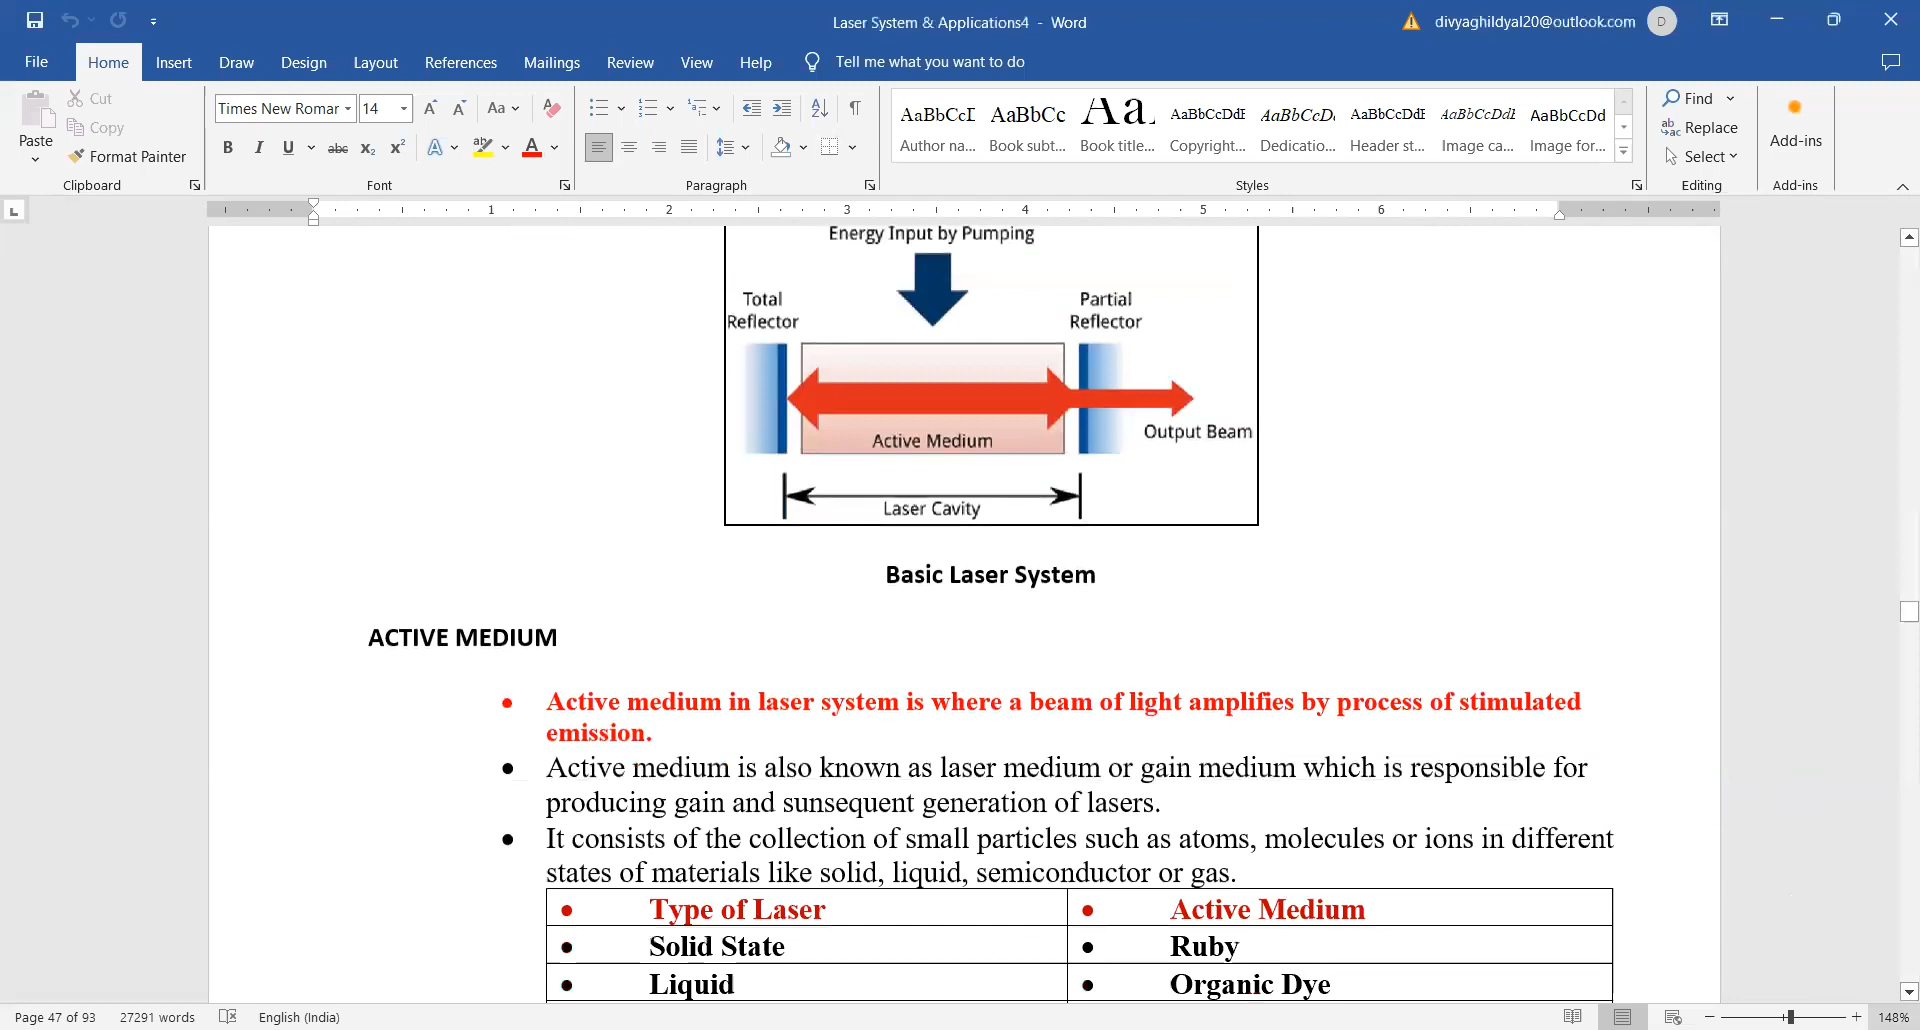 Laser System & Applications4 - Word
divyaghildyal20@outlook.com
D
File Home Insert Draw Design Layout References Mailings Review View Help Tell me what you want to do
Paste
Cut
Copy
Format Painter
Clipboard
Times New Romar 14
Font
Paragraph
AaBbCcI AaBbCc Aa. AaBbCcDdE AaBbCcD AaBbCcDdE AaBbCcDdI AaBbCcDd
Author na... Book subt... Book title... Copyright... Dedicatio... Header st... Image ca... Image for...
Styles
Find
Replace
Select
Editing
Add-ins
Add-ins
1 2 3 4 5 6
Energy Input by Pumping
Total
Reflector
Partial
Reflector
Active Medium
Output Beam
Laser Cavity
Basic Laser System
ACTIVE MEDIUM
• Active medium in laser system is where a beam of light amplifies by process of stimulated
emission.
• Active medium is also known as laser medium or gain medium which is responsible for
producing gain and sunsequent generation of lasers.
• It consists of the collection of small particles such as atoms, molecules or ions in different
states of materials like solid, liquid, semiconductor or gas.
• Type of Laser • Active Medium
• Solid State • Ruby
• Liquid • Organic Dye
Page 47 of 93 27291 words English (India) 148%